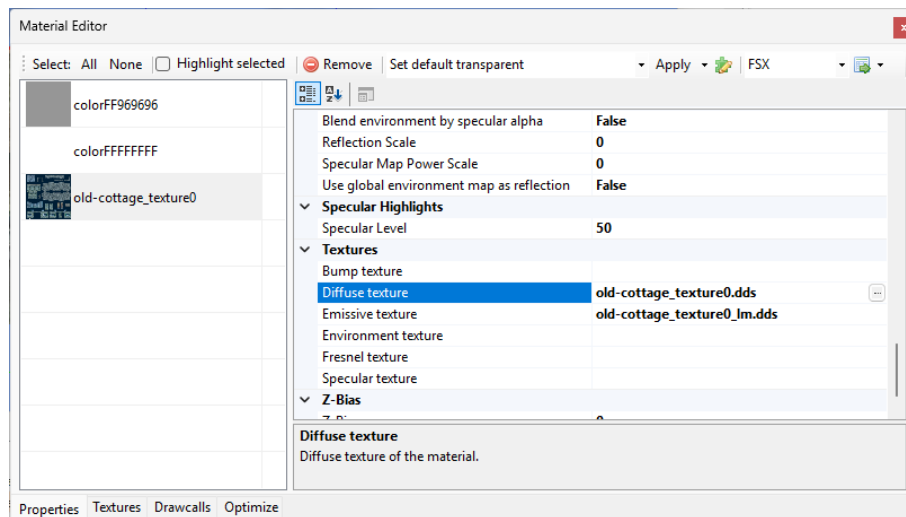 Material Editor
Select: All None Highlight selected Remove Set default transparent Apply FSX
colorFF969696
colorFFFFFFFF
old-cottage_texture0
Blend environment by specular alpha False
Reflection Scale 0
Specular Map Power Scale 0
Use global environment map as reflection False
Specular Highlights
Specular Level 50
Textures
Bump texture
Diffuse texture old-cottage_texture0.dds ...
Emissive texture old-cottage_texture0_lm.dds
Environment texture
Fresnel texture
Specular texture
Z-Bias
Diffuse texture
Diffuse texture of the material.
Properties Textures Drawcalls Optimize